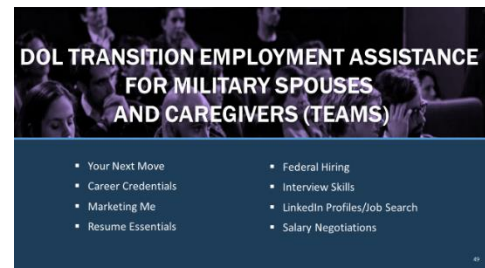 DOL TRANSITION EMPLOYMENT ASSISTANCE
FOR MILITARY SPOUSES
AND CAREGIVERS (TEAMS)
▪ Your Next Move
▪ Career Credentials
▪ Marketing Me
▪ Resume Essentials
▪ Federal Hiring
▪ Interview Skills
▪ LinkedIn Profiles/Job Search
▪ Salary Negotiations
49